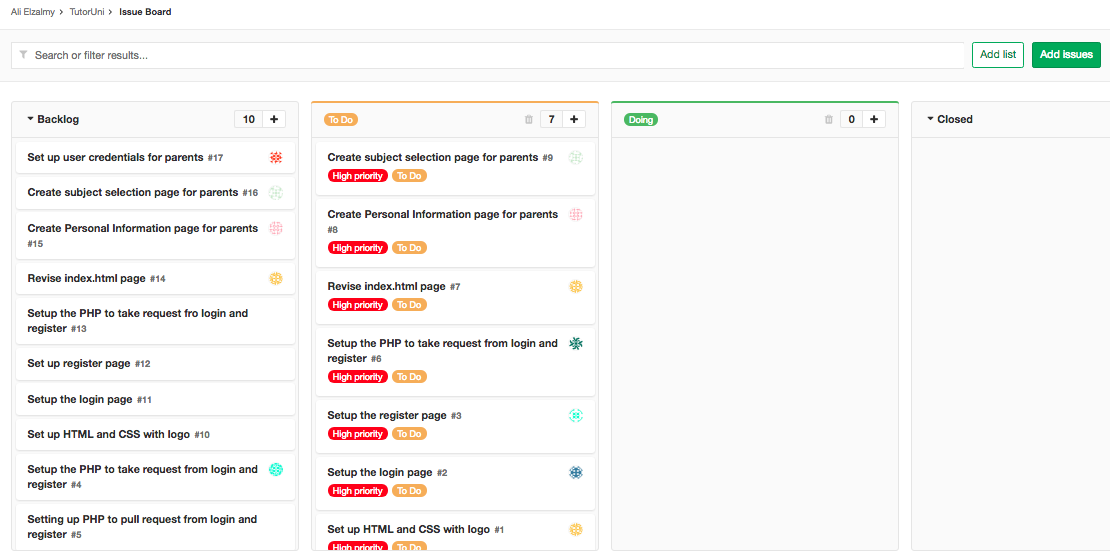 Ali Elzalmy > TutorUni > Issue Board
Search or filter results...
Add list
Add issues
Backlog
10 +
Set up user credentials for parents #17
Create subject selection page for parents #16
Create Personal Information page for parents
#15
Revise index.html page #14
Setup the PHP to take request fro login and
register #13
Set up register page #12
Setup the login page #11
Set up HTML and CSS with logo #10
Setup the PHP to take request from login and
register #4
Setting up PHP to pull request from login and
register #5
To Do
7 +
Create subject selection page for parents #9
High priority To Do
Create Personal Information page for parents
#8
High priority To Do
Revise index.html page #7
High priority To Do
Setup the PHP to take request from login and
register #6
High priority To Do
Setup the register page #3
High priority To Do
Setup the login page #2
High priority To Do
Set up HTML and CSS with logo #1
High priority To Do
Doing
0 +
Closed